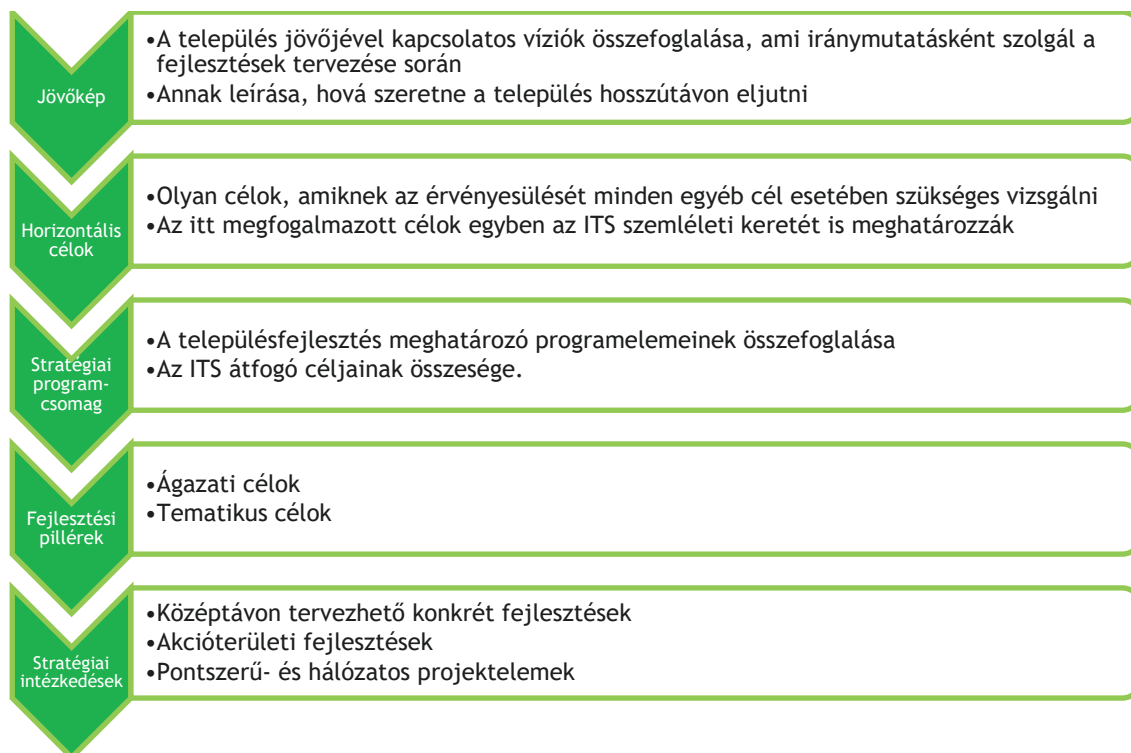 Jövőkép
•A település jövőjével kapcsolatos víziók összefoglalása, ami iránymutatásként szolgál a
fejlesztések tervezése során
•Annak leírása, hová szeretne a település hosszútávon eljutni
Horizontális
célok
•Olyan célok, amiknek az érvényesülését minden egyéb cél esetében szükséges vizsgálni
•Az itt megfogalmazott célok egyben az ITS szemléleti keretét is meghatározzák
Stratégiai
program-
csomag
•A településfejlesztés meghatározó programelemeinek összefoglalása
•Az ITS átfogó céljainak összesége.
Fejlesztési
pillérek
•Ágazati célok
•Tematikus célok
Stratégiai
intézkedések
•Középtávon tervezhető konkrét fejlesztések
•Akcióterületi fejlesztések
•Pontszerű- és hálózatos projektelemek